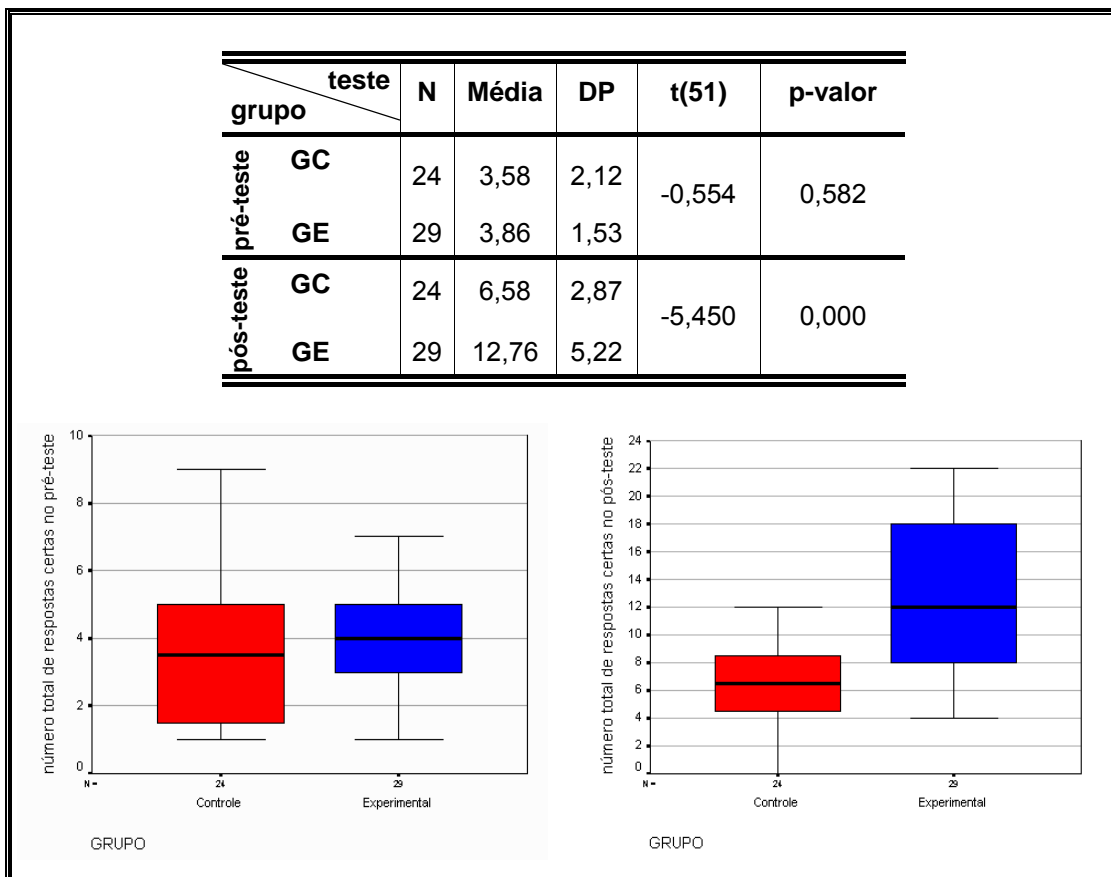 teste
grupo
N Média DP t(51) p-valor
pré-teste
GC 24 3,58 2,12
-0,554 0,582
GE 29 3,86 1,53
pós-teste
GC 24 6,58 2,87
-5,450 0,000
GE 29 12,76 5,22
número total de respostas certas no pré-teste
10
8
6
4
2
0
N = 24 29
Controle Experimental
GRUPO
número total de respostas certas no pós-teste
24
22
20
18
16
14
12
10
8
6
4
2
0
N = 24 29
Controle Experimental
GRUPO